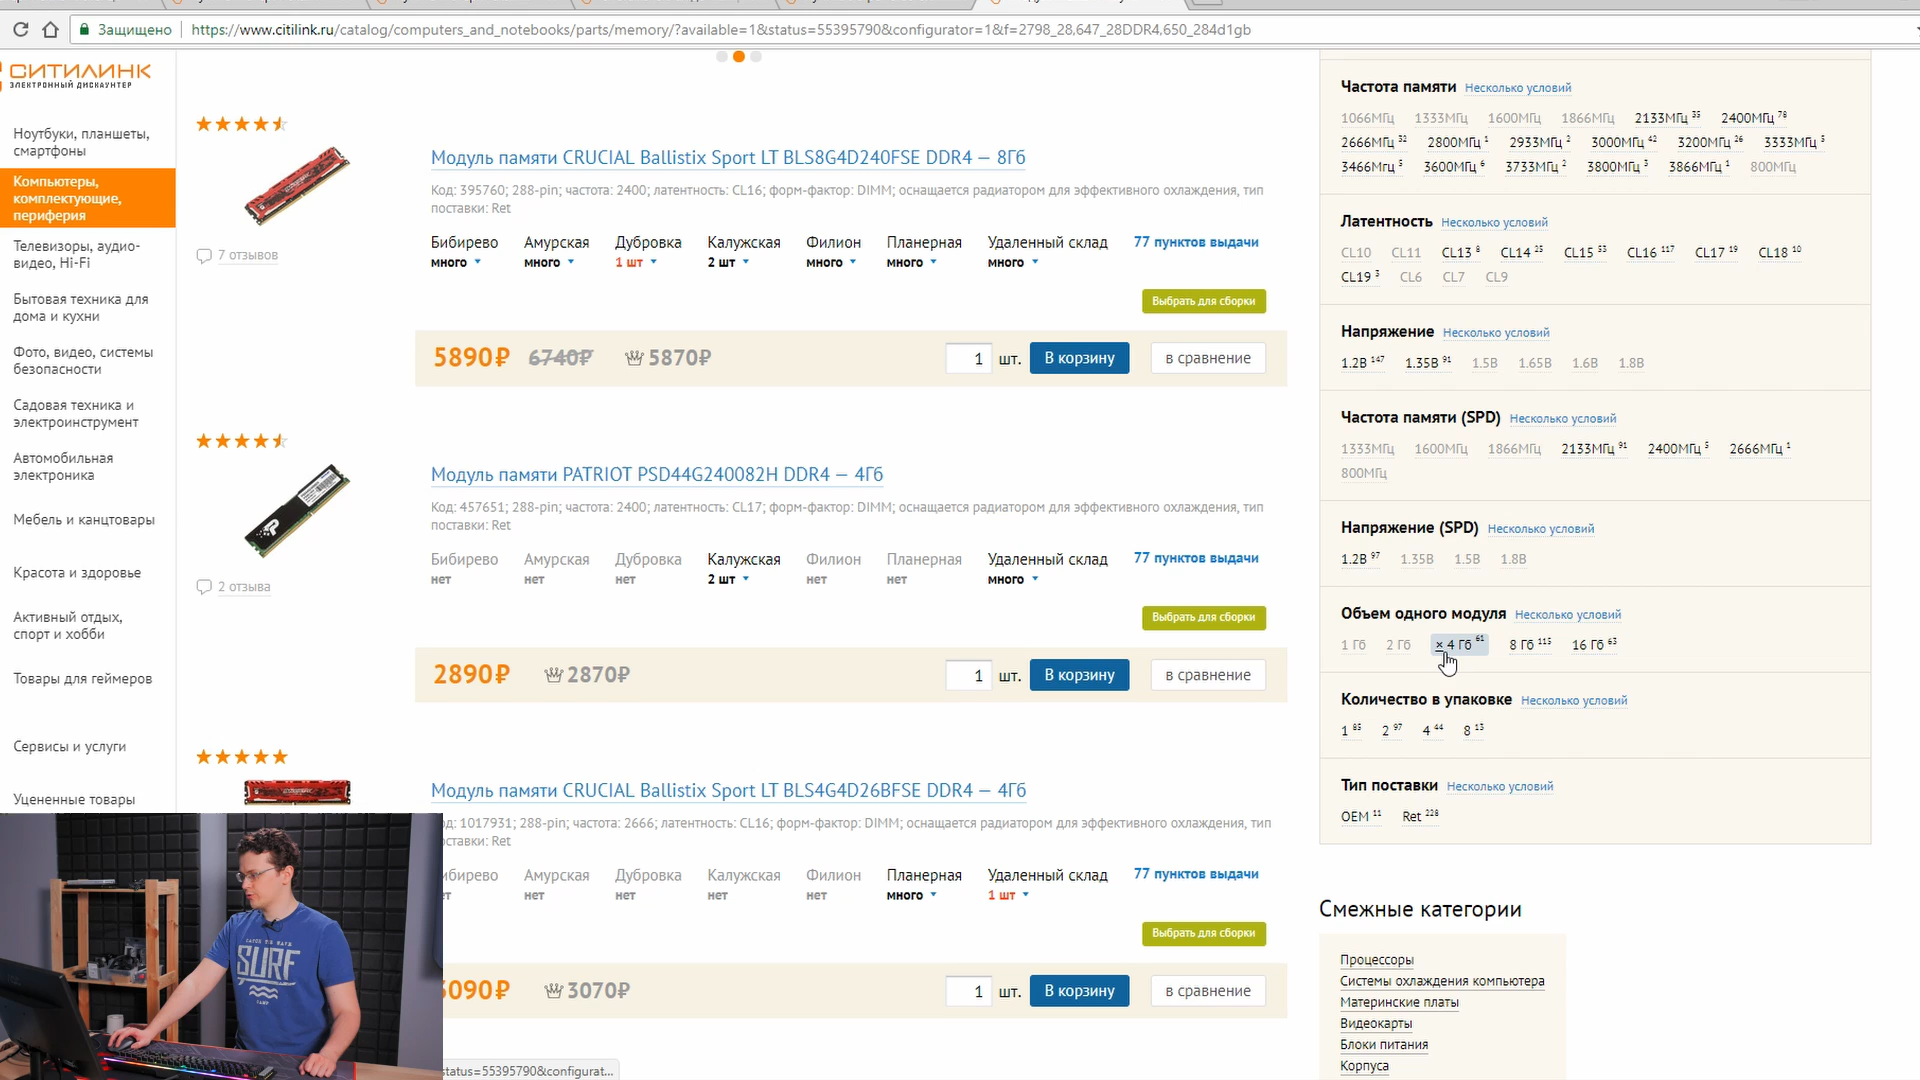 Защищено
https://www.citilink.ru/catalog/computers_and_notebooks/parts/memory/?available=1&status=55395790&configurator=1&f=2798_28,647_28DDR4,650_284d1gb
СИТИЛИНК
ЭЛЕКТРОННЫЙ ДИСКАУНТЕР
Ноутбуки, планшеты,
смартфоны
Компьютеры,
комплектующие,
периферия
Телевизоры, аудио-
видео, Hi-Fi
Бытовая техника для
дома и кухни
Фото, видео, системы
безопасности
Садовая техника и
электроинструмент
Автомобильная
электроника
Мебель и канцтовары
Красота и здоровье
Активный отдых,
спорт и хобби
Товары для геймеров
Сервисы и услуги
Уцененные товары
Модуль памяти CRUCIAL Ballistix Sport LT BLS8G4D240FSE DDR4 — 8Гб
Код: 395760; 288-pin; частота: 2400; латентность: CL16; форм-фактор: DIMM; оснащается радиатором для эффективного охлаждения, тип
поставки: Ret
Бибирево Амурская Дубровка Калужская Филион Планерная Удаленный склад 77 пунктов выдачи
много много 1 шт 2 шт много много много
7 отзывов
Выбрать для сборки
5890₽ 6740₽ 5870₽ 1 шт. В корзину в сравнение
Модуль памяти PATRIOT PSD44G240082H DDR4 — 4Гб
Код: 457651; 288-pin; частота: 2400; латентность: CL17; форм-фактор: DIMM; оснащается радиатором для эффективного охлаждения, тип
поставки: Ret
Бибирево Амурская Дубровка Калужская Филион Планерная Удаленный склад 77 пунктов выдачи
нет нет нет 2 шт нет нет много
2 отзыва
Выбрать для сборки
2890₽ 2870₽ 1 шт. В корзину в сравнение
Модуль памяти CRUCIAL Ballistix Sport LT BLS4G4D26BFSE DDR4 — 4Гб
од: 1017931; 288-pin; частота: 2666; латентность: CL16; форм-фактор: DIMM; оснащается радиатором для эффективного охлаждения, тип
поставки: Ret
ибирево Амурская Дубровка Калужская Филион Планерная Удаленный склад 77 пунктов выдачи
ет нет нет нет нет много 1 шт
Выбрать для сборки
090₽ 3070₽ 1 шт. В корзину в сравнение
tatus=55395790&configurat...
Частота памяти Несколько условий
1066МГц 1333МГц 1600МГц 1866МГц 2133МГц 35 2400МГц 78
2666МГц 32 2800МГц 1 2933МГц 2 3000МГц 42 3200МГц 26 3333МГц 5
3466МГц 5 3600МГц 6 3733МГц 2 3800МГц 3 3866МГц 1 800МГц
Латентность Несколько условий
CL10 CL11 CL13 8 CL14 25 CL15 53 CL16 117 CL17 19 CL18 10
CL19 3 CL6 CL7 CL9
Напряжение Несколько условий
1.2В 147 1.35В 91 1.5В 1.65В 1.6В 1.8В
Частота памяти (SPD) Несколько условий
1333МГц 1600МГц 1866МГц 2133МГц 91 2400МГц 5 2666МГц 1
800МГц
Напряжение (SPD) Несколько условий
1.2В 97 1.35В 1.5В 1.8В
Объем одного модуля Несколько условий
1 Гб 2 Гб × 4 Гб 61 8 Гб 115 16 Гб 63
Количество в упаковке Несколько условий
1 85 2 97 4 44 8 13
Тип поставки Несколько условий
OEM 11 Ret 228
Смежные категории
Процессоры
Системы охлаждения компьютера
Материнские платы
Видеокарты
Блоки питания
Корпуса
SURF